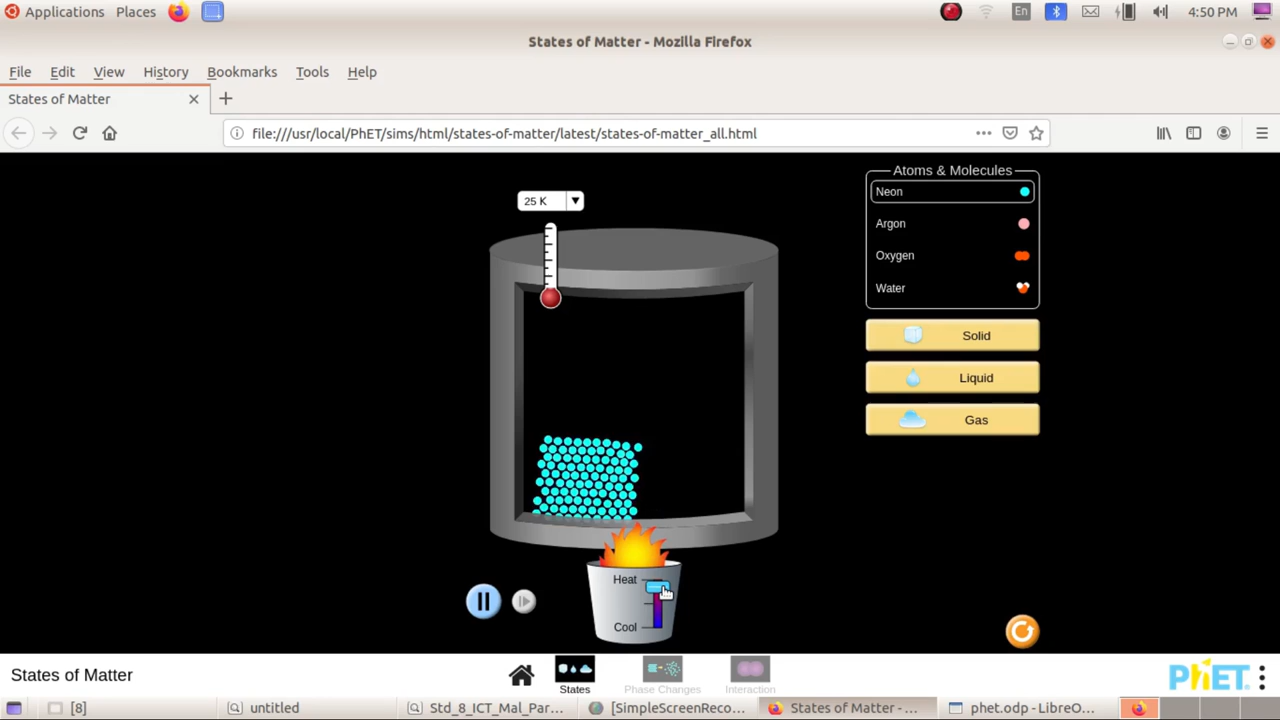 Applications Places En 4:50 PM
States of Matter - Mozilla Firefox
File Edit View History Bookmarks Tools Help
States of Matter
file:///usr/local/PhET/sims/html/states-of-matter/latest/states-of-matter_all.html
Atoms & Molecules
25 K
Neon
Argon
Oxygen
Water
Solid
Liquid
Gas
Heat
Cool
States of Matter
States
Phase Changes
Interaction
PhET
[8] untitled Std_8_ICT_Mal_Par... [SimpleScreenReco... States of Matter - ... phet.odp - LibreO...